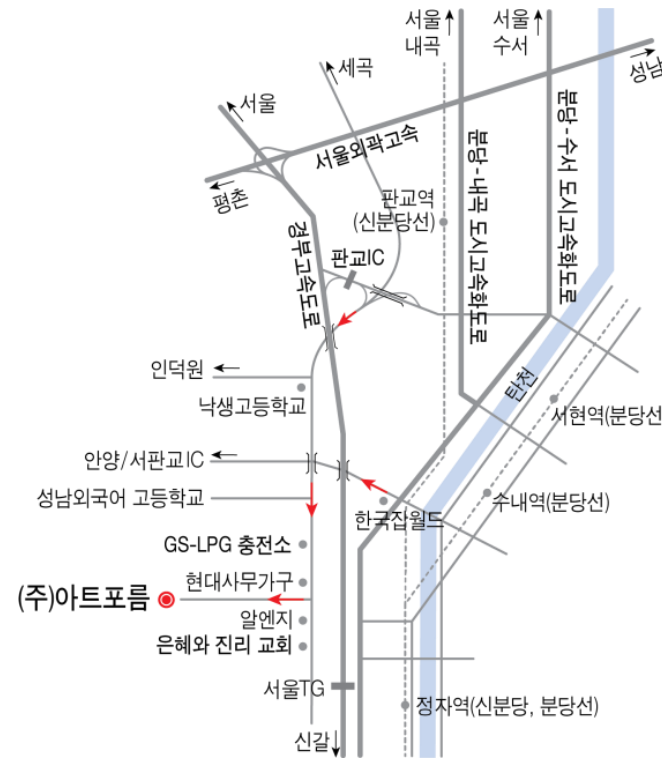 서울
내곡
서울
수서
성남
세곡
서울
서울외곽고속
평촌
판교역
(신분당선)
분당-내곡 도시고속화도로
분당-수서 도시고속화도로
경부고속도로
판교IC
인덕원
낙생고등학교
탄천
서현역(분당선)
안양/서판교IC
성남외국어 고등학교
한국잡월드
수내역(분당선)
GS-LPG 충전소
현대사무가구
(주)아트포름
알엔지
은혜와 진리 교회
서울TG
정자역(신분당, 분당선)
신갈